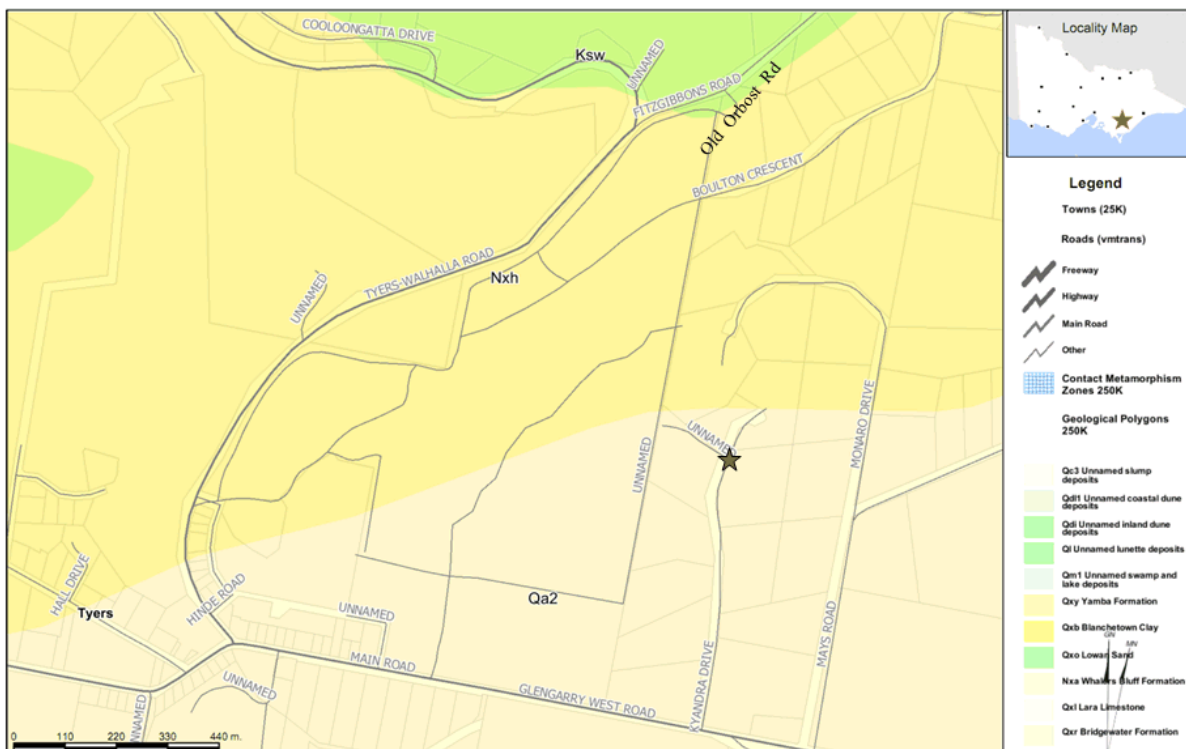 COOLOONGATTA DRIVE
Ksw
UNNAMED
FITZGIBBONS ROAD
Old Orbost Rd
BOULTON CRESCENT
TYERS-WALHALLA ROAD
Nxh
UNNAMED
UNNAMED
MONARO DRIVE
UNNAMED
HALL DRIVE
Tyers
HINDE ROAD
UNNAMED
Qa2
MAIN ROAD
UNNAMED
GLENGARRY WEST ROAD
KYANDRA DRIVE
MAYS ROAD
0 110 220 330 440 m.
Locality Map
Legend
Towns (25K)
Roads (vmtrans)
Freeway
Highway
Main Road
Other
Contact Metamorphism
Zones 250K
Geological Polygons
250K
Qc3 Unnamed slump
deposits
Qdl1 Unnamed coastal dune
deposits
Qdi Unnamed inland dune
deposits
Ql Unnamed lunette deposits
Qm1 Unnamed swamp and
lake deposits
Qxy Yamba Formation
Qxb Blanchetown Clay
GN
MN
Qxo Lowan Sand
Nxa Whalers Bluff Formation
Qxl Lara Limestone
Qxr Bridgewater Formation